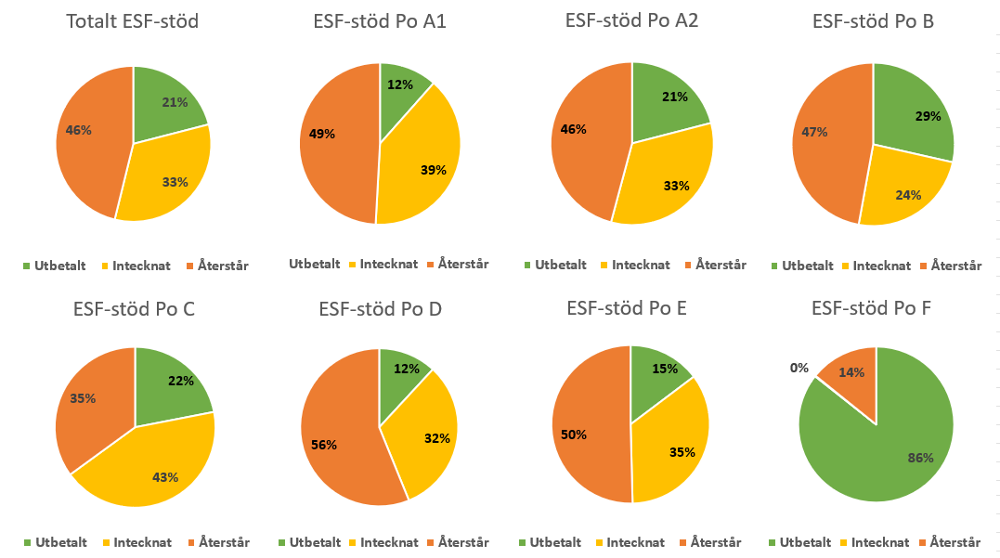 Totalt ESF-stöd
21%
33%
46%
Utbetalt Intecknat Återstår
ESF-stöd Po A1
12%
39%
49%
Utbetalt Intecknat Återstår
ESF-stöd Po A2
21%
33%
46%
Utbetalt Intecknat Återstår
ESF-stöd Po B
29%
24%
47%
Utbetalt Intecknat Återstår
ESF-stöd Po C
22%
43%
35%
Utbetalt Intecknat Återstår
ESF-stöd Po D
12%
32%
56%
Utbetalt Intecknat Återstår
ESF-stöd Po E
15%
35%
50%
Utbetalt Intecknat Återstår
ESF-stöd Po F
0%
14%
86%
Utbetalt Intecknat Återstår